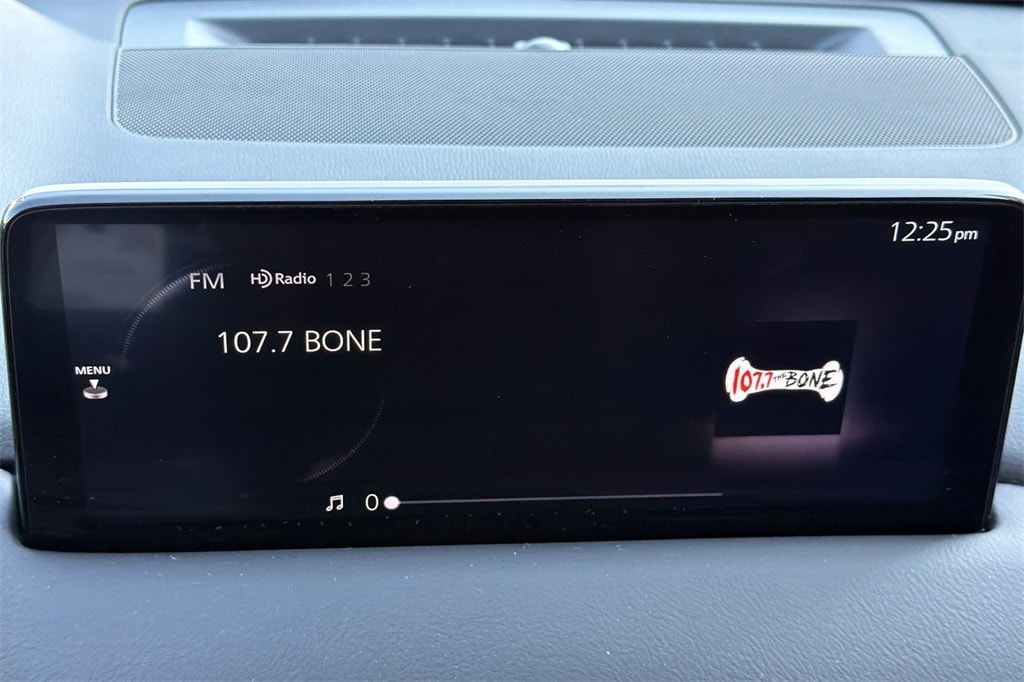 12:25pm
FM HD Radio 1 2 3
107.7 BONE
MENU
107.7 THE BONE
0